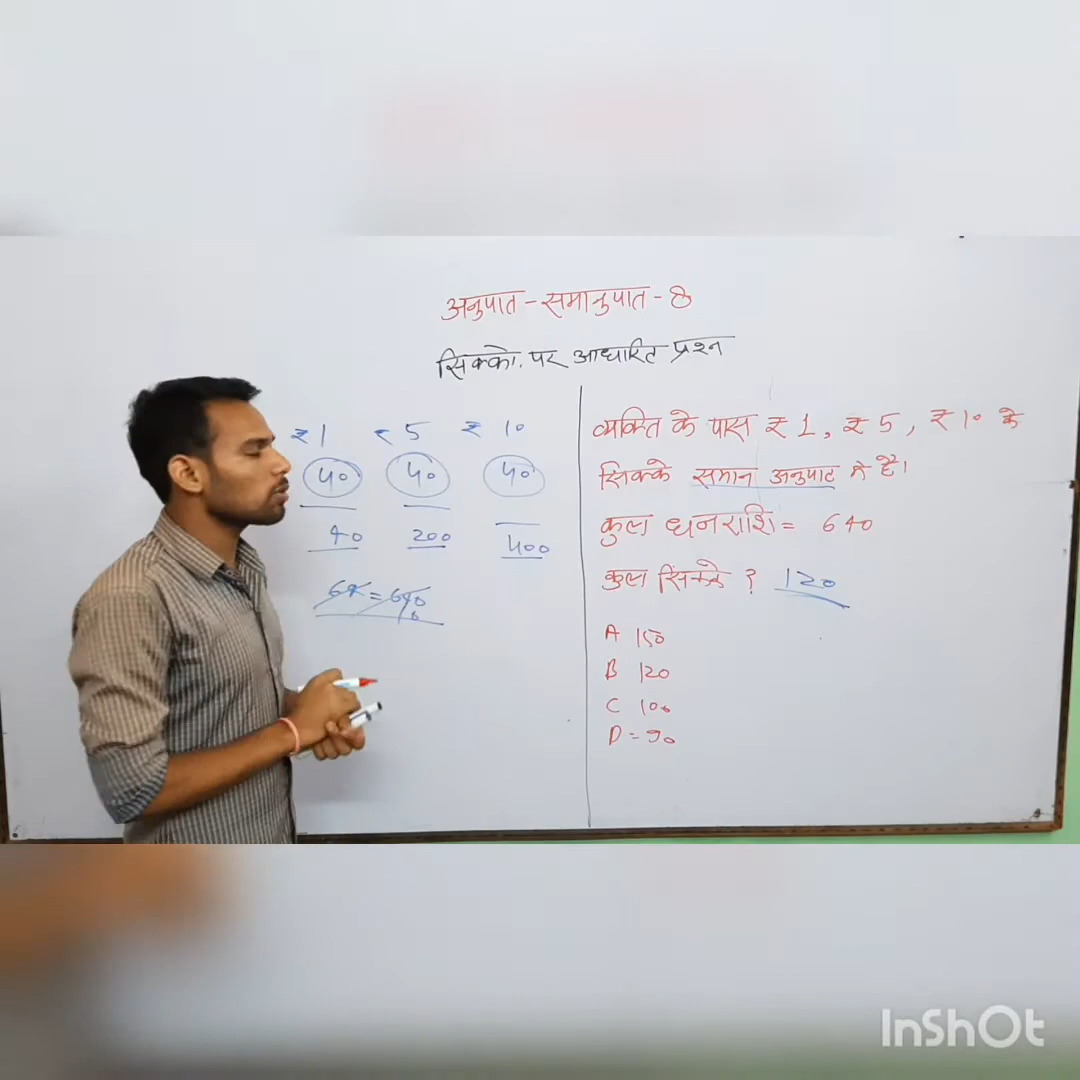 अनुपात-समानुपात-8
सिक्को. पर आधारित प्रश्न
₹1 ₹5 ₹10
40 40 40
40 200 400
640
व्यक्ति के पास ₹1, ₹5, ₹10 के
सिक्के समान अनुपात मे है।
कुल धनराशि = 640
कुल सिक्के ? 120
A 150
B 120
C 100
D = 90
InShOt